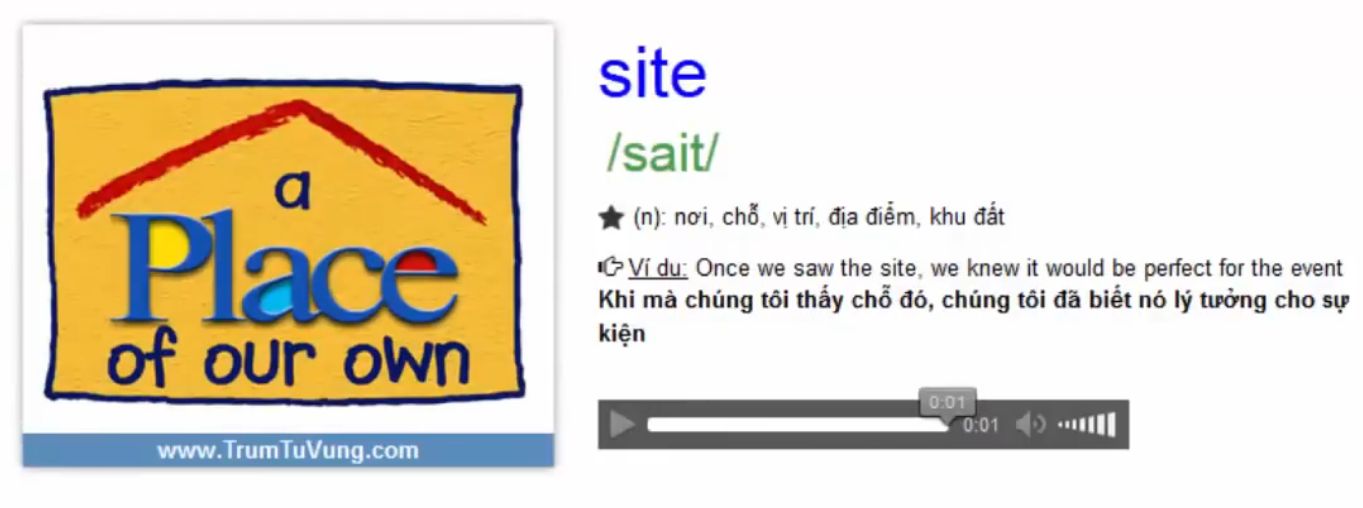 a
Place
of our own
www.TrumTuVung.com
site
/sait/
(n): nơi, chỗ, vị trí, địa điểm, khu đất
Ví du: Once we saw the site, we knew it would be perfect for the event
Khi mà chúng tôi thấy chỗ đó, chúng tôi đã biết nó lý tưởng cho sự
kiện
0:01
0:01